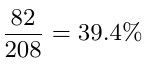 82/208 = 39.4%